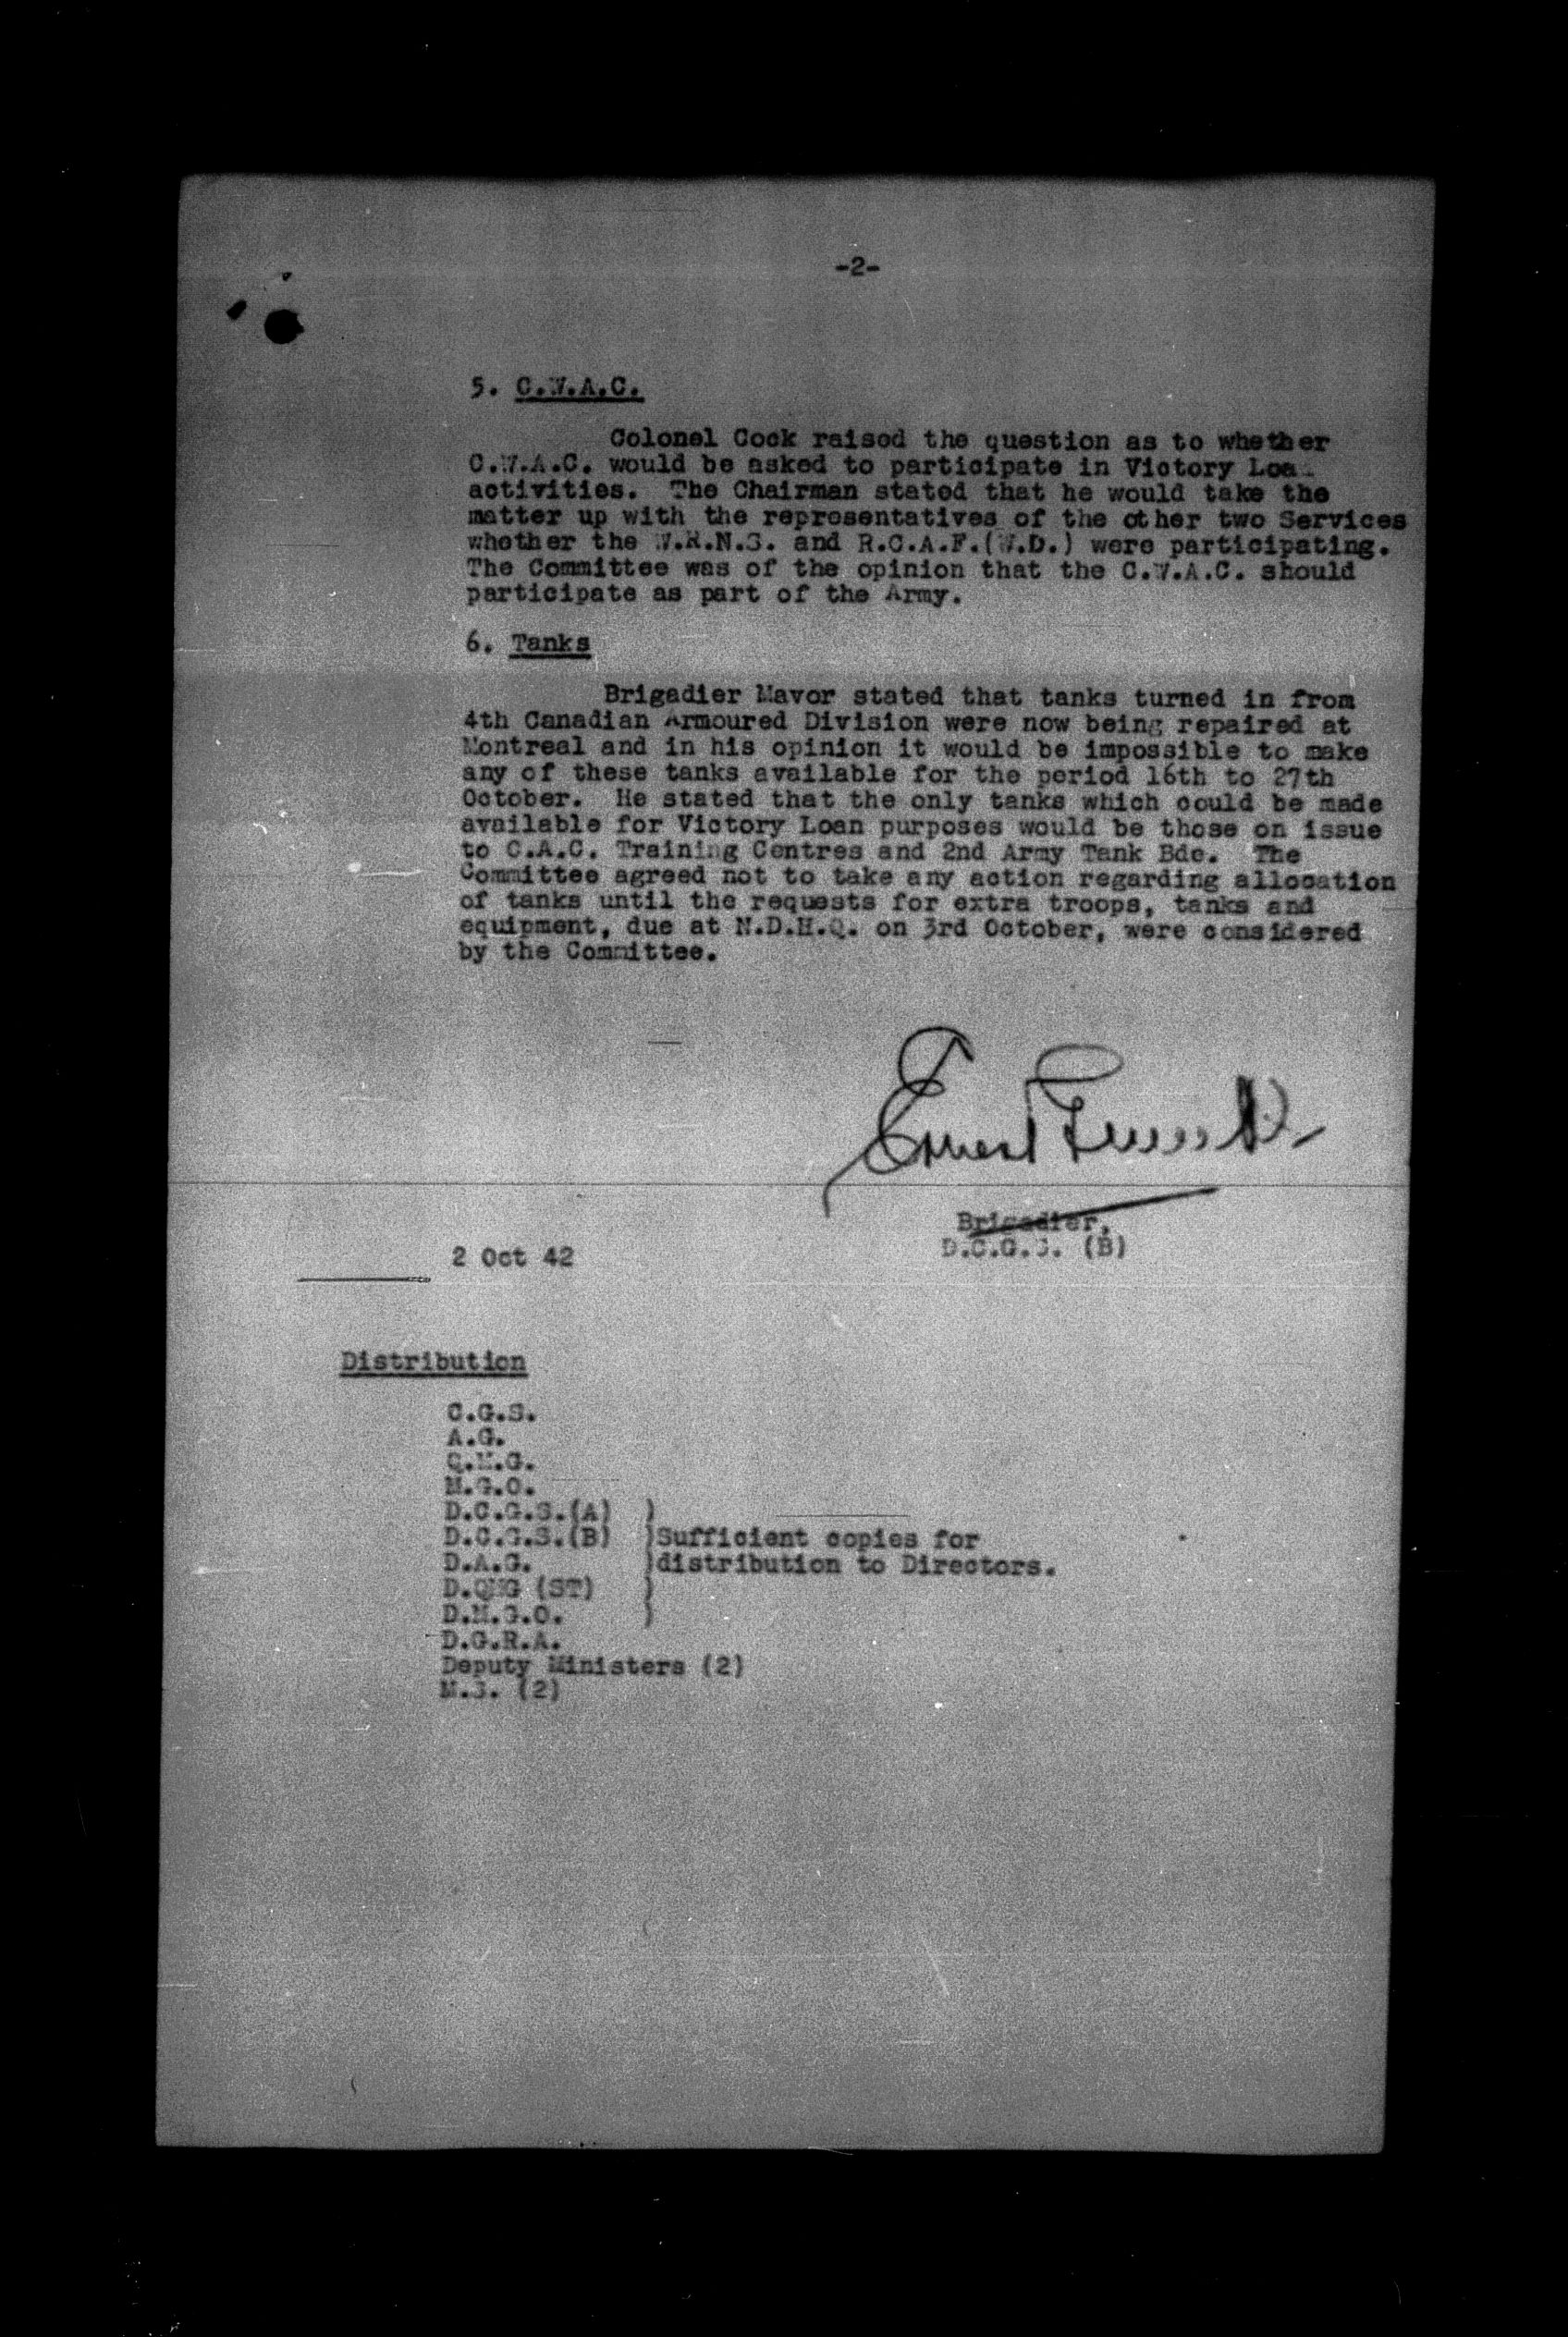 -2-
5. C.W.A.C.
Colonel Cock raised the question as to whether
C.W.A.C. would be asked to participate in Victory Loa
activities. The Chairman stated that he would take the
matter up with the representatives of the other two Services
whether the W.R.N.S. and R.C.A.F.(W.D.) were participating.
The Committee was of the opinion that the C.W.A.C. should
participate as part of the Army.
6. Tanks
Brigadier Mavor stated that tanks turned in from
4th Canadian Armoured Division were now being repaired at
Montreal and in his opinion it would be impossible to make
any of these tanks available for the period 16th to 27th
October. He stated that the only tanks which could be made
available for Victory Loan purposes would be those on issue
to C.A.C. Training Centres and 2nd Army Tank Bde. The
Committee agreed not to take any action regarding allocation
of tanks until the requests for extra troops, tanks and
equipment, due at N.D.H.Q. on 3rd October, were considered
by the Committee.
Ernest
Brigadier,
D.C.G.S. (B)
2 Oct 42
Distribution
C.G.S.
A.G.
Q.M.G.
M.G.O.
D.C.G.S.(A) )
D.C.G.S.(B) )Sufficient copies for
D.A.G. )distribution to Directors.
D.QMG (ST) )
D.M.G.O. )
D.G.R.A.
Deputy Ministers (2)
M.S. (2)